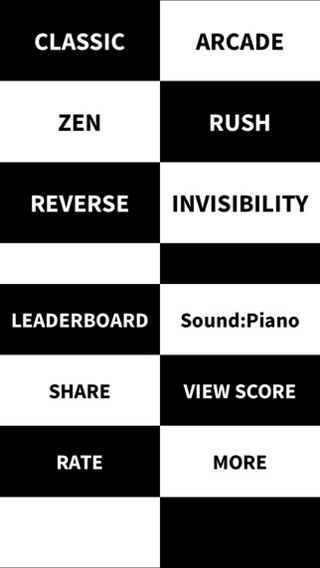 CLASSIC
ARCADE
ZEN
RUSH
REVERSE
INVISIBILITY
LEADERBOARD
Sound:Piano
SHARE
VIEW SCORE
RATE
MORE